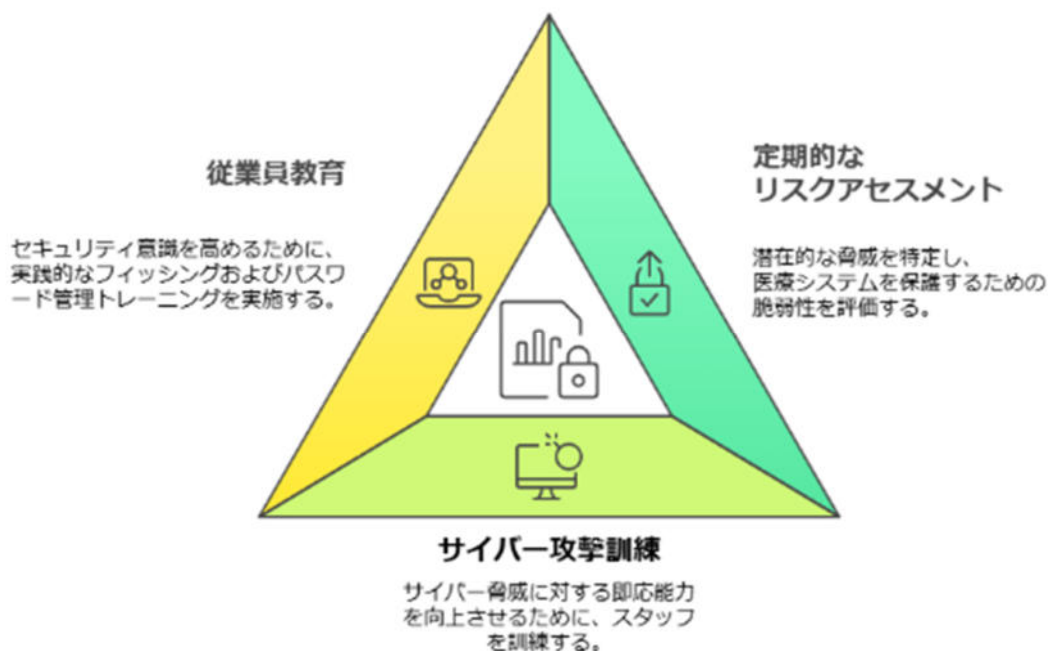 従業員教育
セキュリティ意識を高めるために、
実践的なフィッシングおよびパスワ
ード管理トレーニングを実施する。
定期的な
リスクアセスメント
潜在的な脅威を特定し、
医療システムを保護するための
脆弱性を評価する。
サイバー攻撃訓練
サイバー脅威に対する即応能力
を向上させるために、スタッフ
を訓練する。